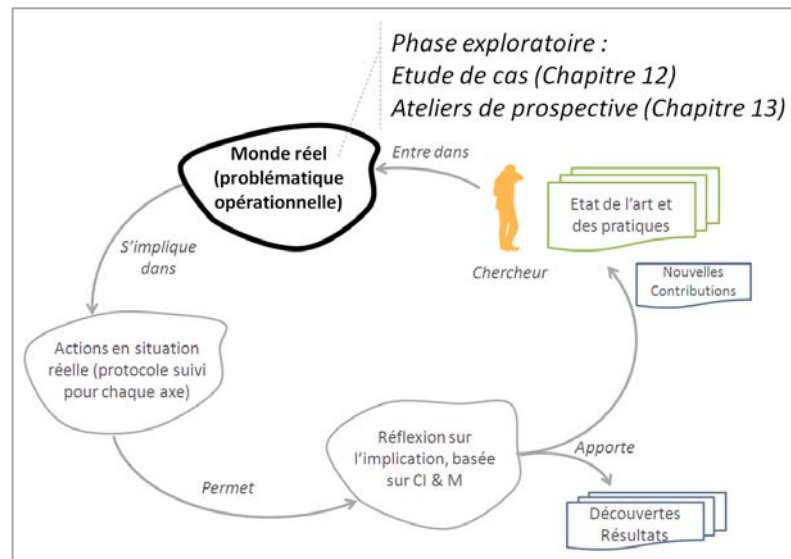 Phase exploratoire :
Etude de cas (Chapitre 12)
Ateliers de prospective (Chapitre 13)
Monde réel
(problématique
opérationnelle)
Entre dans
Chercheur
Etat de l'art et
des pratiques
Nouvelles
Contributions
S'implique
dans
Actions en situation
réelle (protocole suivi
pour chaque axe)
Permet
Réflexion sur
l'implication, basée
sur CI & M
Apporte
Découvertes
Résultats